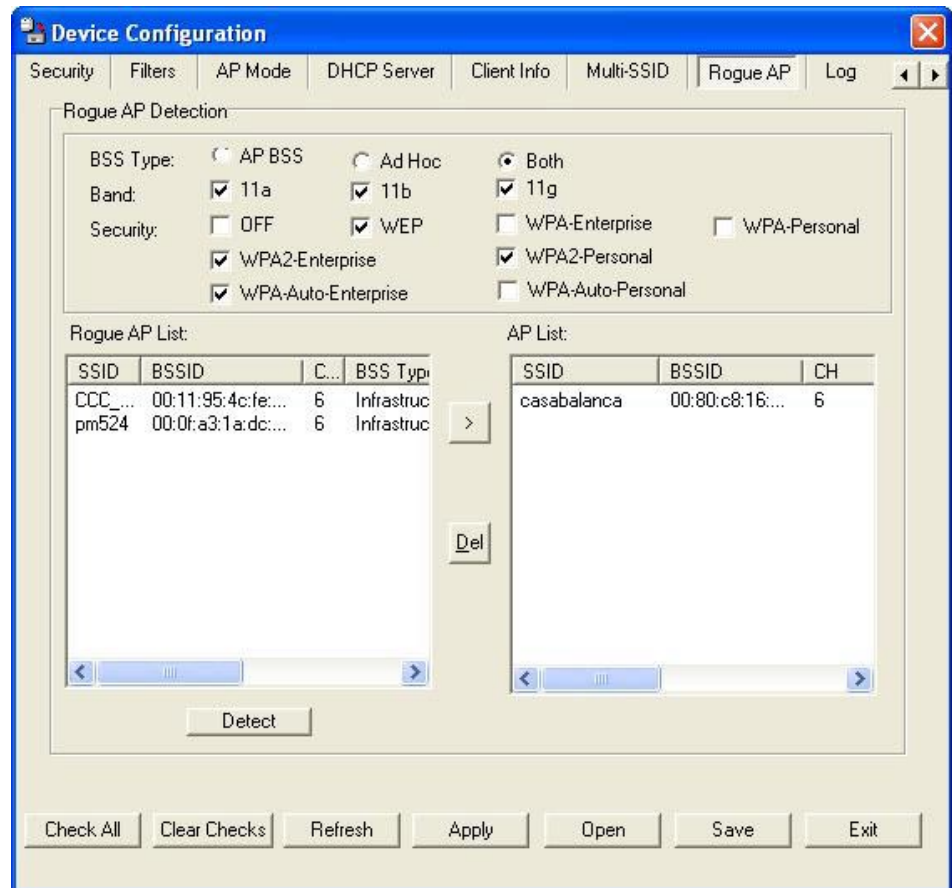 Device Configuration
Security Filters AP Mode DHCP Server Client Info Multi-SSID Rogue AP Log
Rogue AP Detection
BSS Type: AP BSS Ad Hoc Both
Band: 11a 11b 11g
Security: OFF WEP WPA-Enterprise WPA-Personal
WPA2-Enterprise WPA2-Personal
WPA-Auto-Enterprise WPA-Auto-Personal
Rogue AP List: AP List:
SSID BSSID C... BSS Typ SSID BSSID CH
CCC_... 00:11:95:4c:fe:... 6 Infrastruc casabalanca 00:80:c8:16:... 6
pm524 00:0f:a3:1a:dc:... 6 Infrastruc
>
Del
Detect
Check All Clear Checks Refresh Apply Open Save Exit